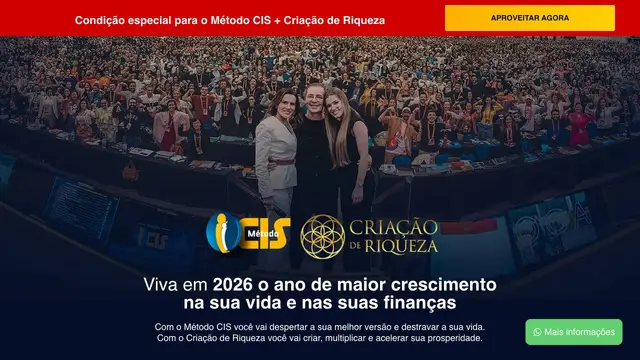 Condição especial para o Método CIS + Criação de Riqueza
APROVEITAR AGORA
CIS
Método
CRIAÇÃO
DE RIQUEZA
Viva em 2026 o ano de maior crescimento
na sua vida e nas suas finanças
Com o Método CIS você vai despertar a sua melhor versão e destravar a sua vida.
Com o Criação de Riqueza você vai criar, multiplicar e acelerar sua prosperidade.
Mais informações